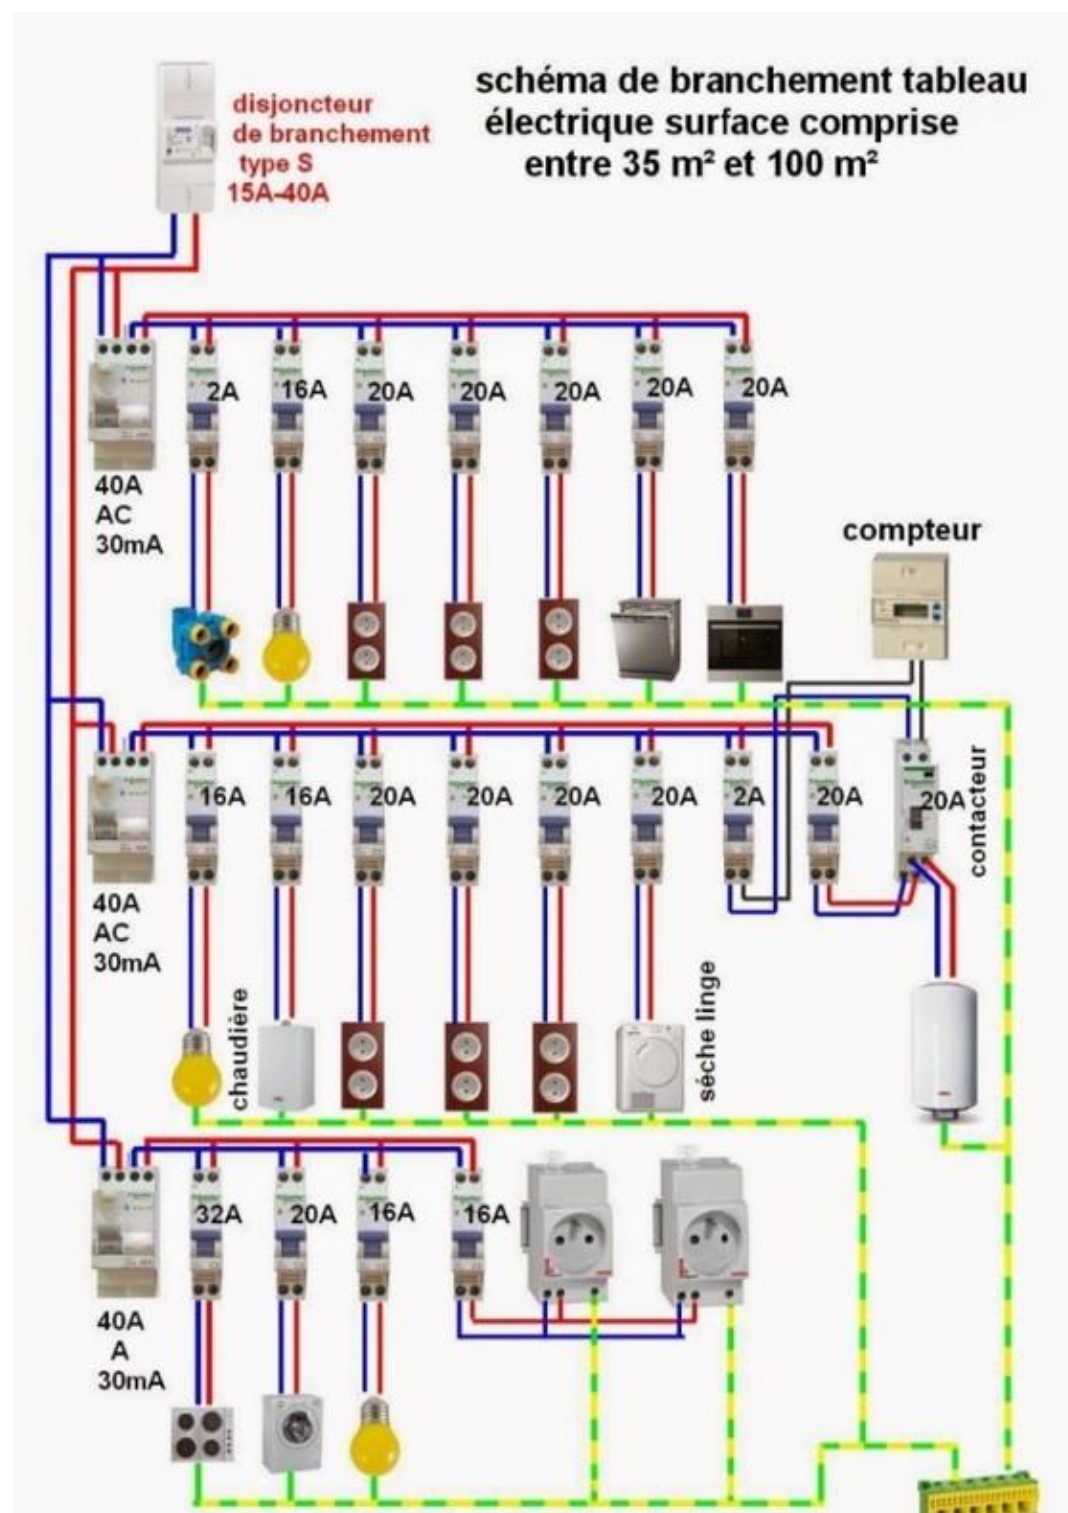 schéma de branchement tableau
électrique surface comprise
entre 35 m² et 100 m²
disjoncteur
de branchement
type S
15A-40A
2A
16A
20A
20A
20A
20A
20A
40A
AC
30mA
compteur
16A
16A
20A
20A
20A
20A
2A
20A
20A
contacteur
40A
AC
30mA
chaudière
séche linge
32A
20A
16A
16A
40A
A
30mA